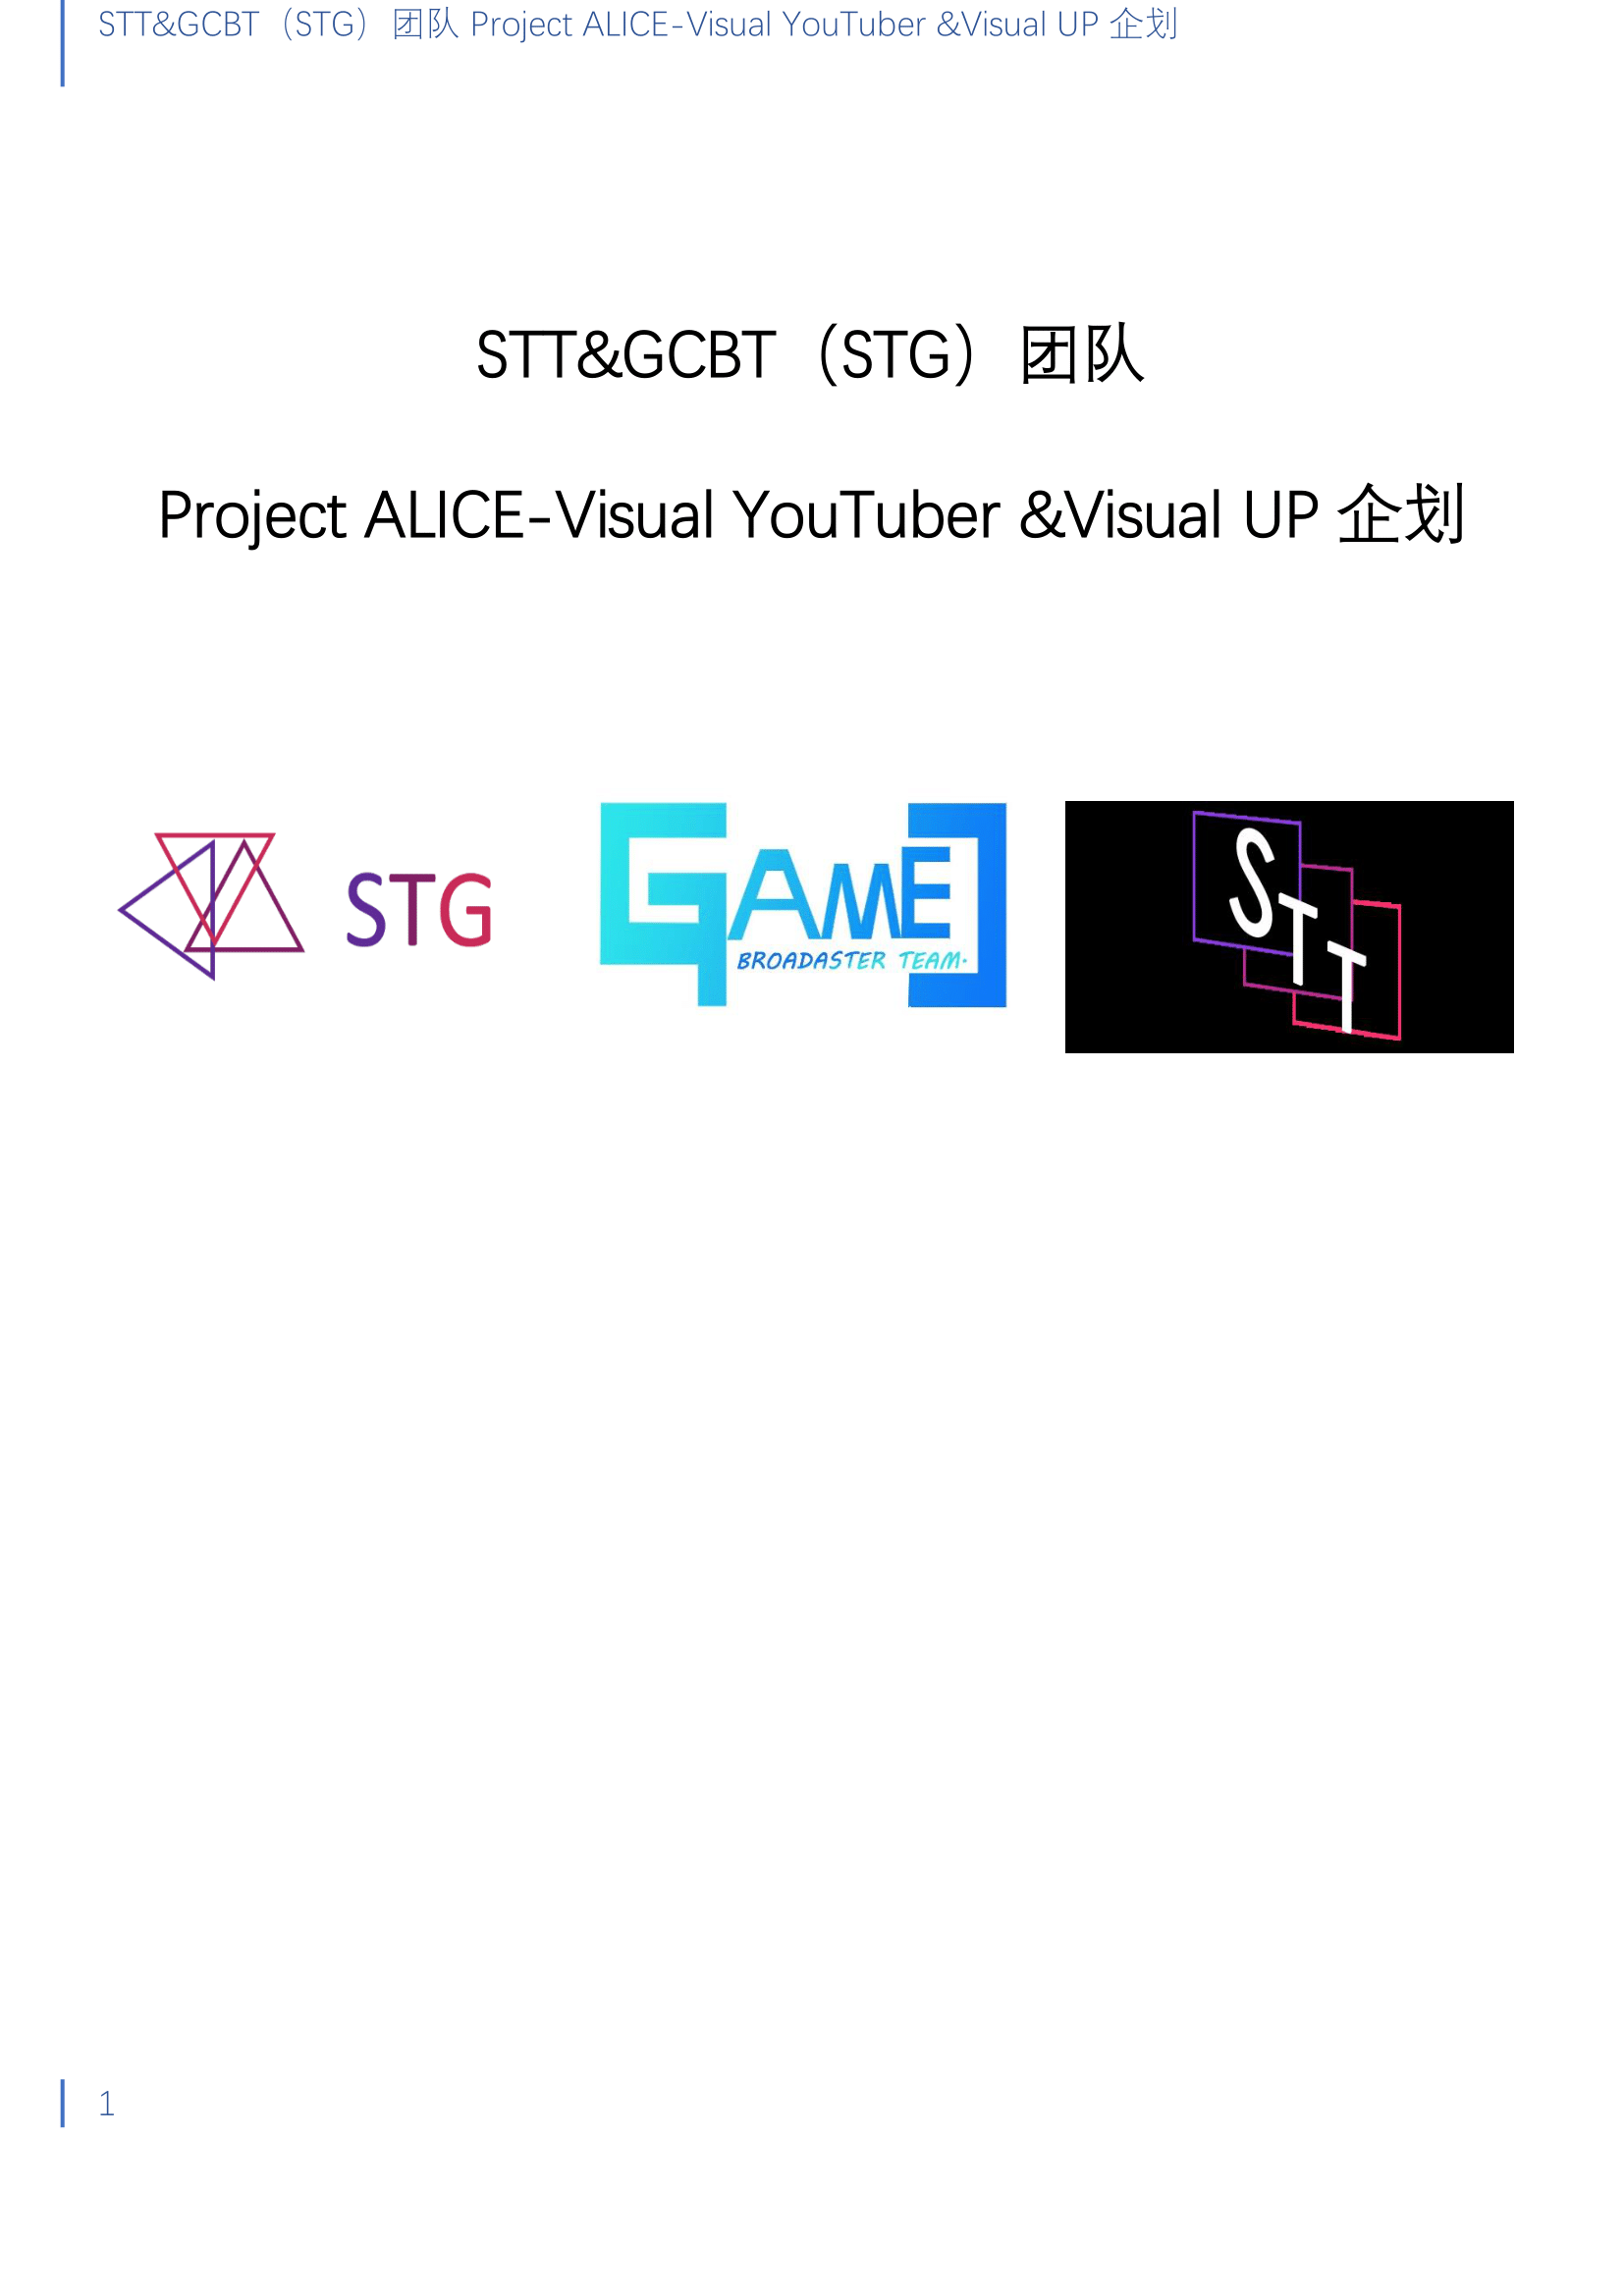 STT&GCBT（STG） 团队 Project ALICE-Visual YouTuber &Visual UP 企划
STT&GCBT（STG）团队
Project ALICE-Visual YouTuber &Visual UP 企划
STG
GAME
BROADASTER TEAM·
STT
1